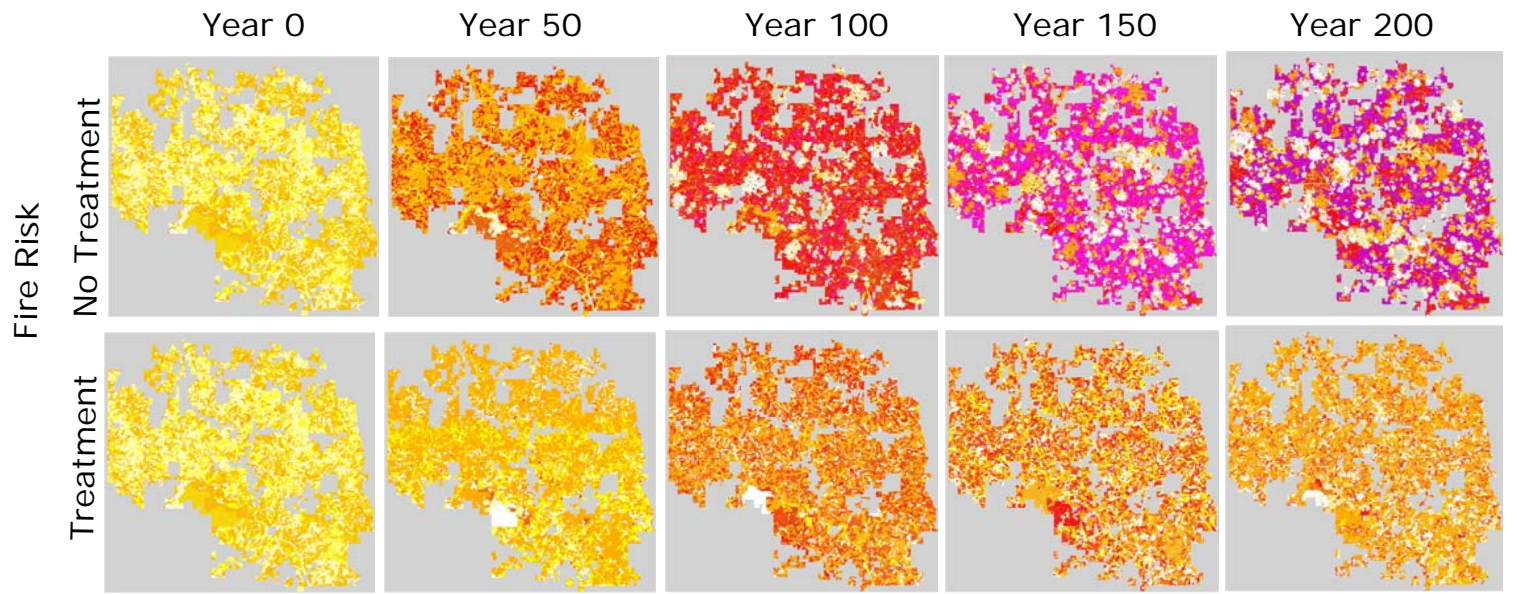 Year 0
Year 50
Year 100
Year 150
Year 200
Fire Risk
No Treatment
Treatment